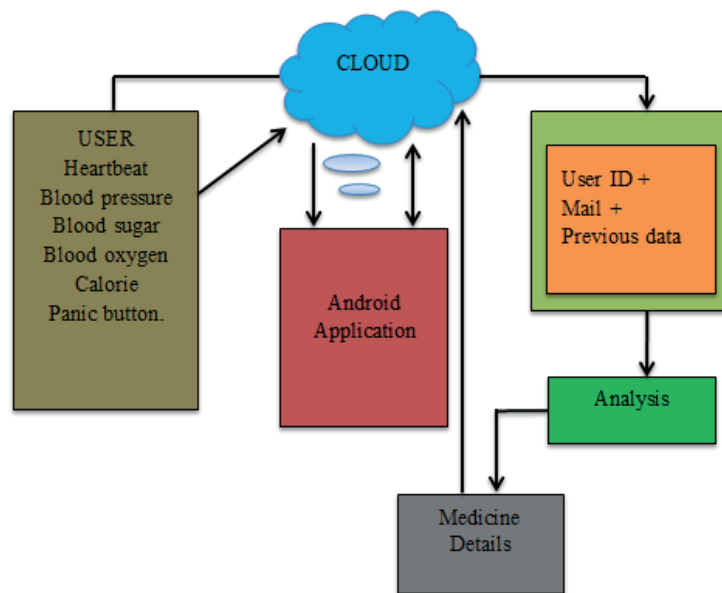 CLOUD
USER
Heartbeat
Blood pressure
Blood sugar
Blood oxygen
Calorie
Panic button.
Android
Application
User ID +
Mail +
Previous data
Analysis
Medicine
Details